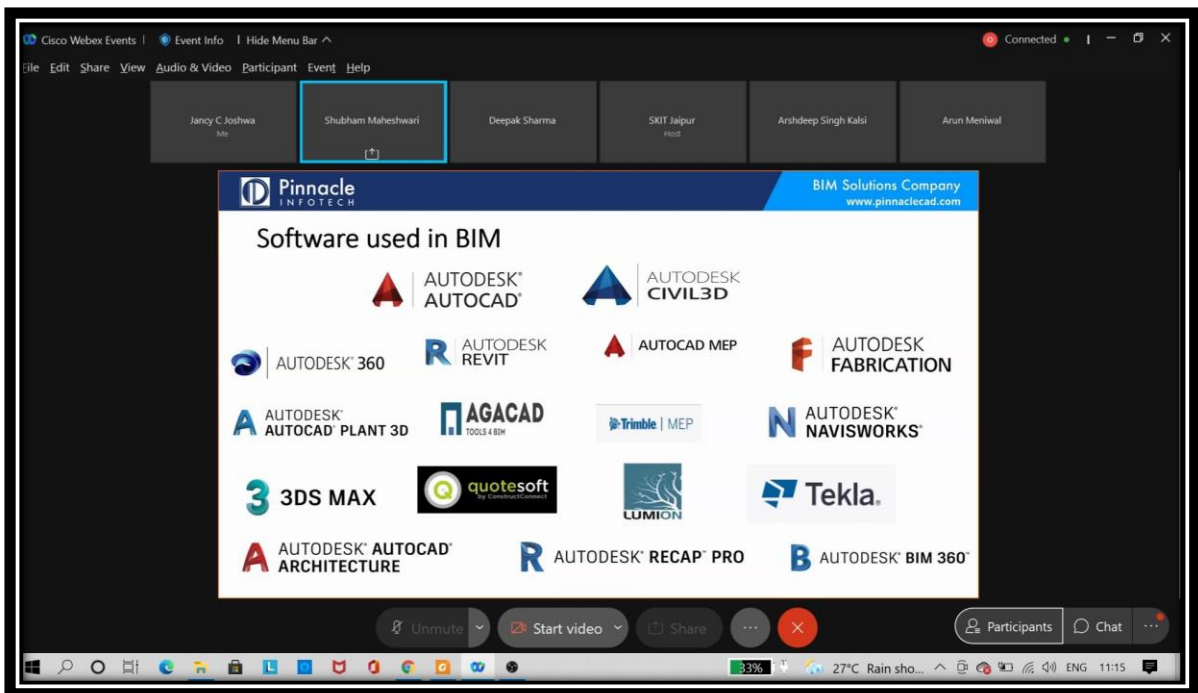 Cisco Webex Events | Event Info | Hide Menu Bar
Connected
File Edit Share View Audio & Video Participant Event Help
Jancy C Joshwa
Me
Shubham Maheshwari
Deepak Sharma
SKIT Jaipur
Host
Arshdeep Singh Kalsi
Arun Meniwal
Pinnacle
INFOTECH
BIM Solutions Company
www.pinnaclecad.com
Software used in BIM
AUTODESK®
AUTOCAD®
AUTODESK
CIVIL3D
AUTODESK® 360
AUTODESK
REVIT
AUTOCAD MEP
AUTODESK
FABRICATION
AUTODESK®
AUTOCAD® PLANT 3D
AGACAD
TOOLS 4 BIM
Trimble | MEP
AUTODESK®
NAVISWORKS®
3DS MAX
quotesoft
by ConstructConnect
LUMION
Tekla®
AUTODESK® AUTOCAD®
ARCHITECTURE
AUTODESK® RECAP™ PRO
AUTODESK® BIM 360™
Unmute
Start video
Share
Participants
Chat
33%
27°C Rain sho...
ENG
11:15